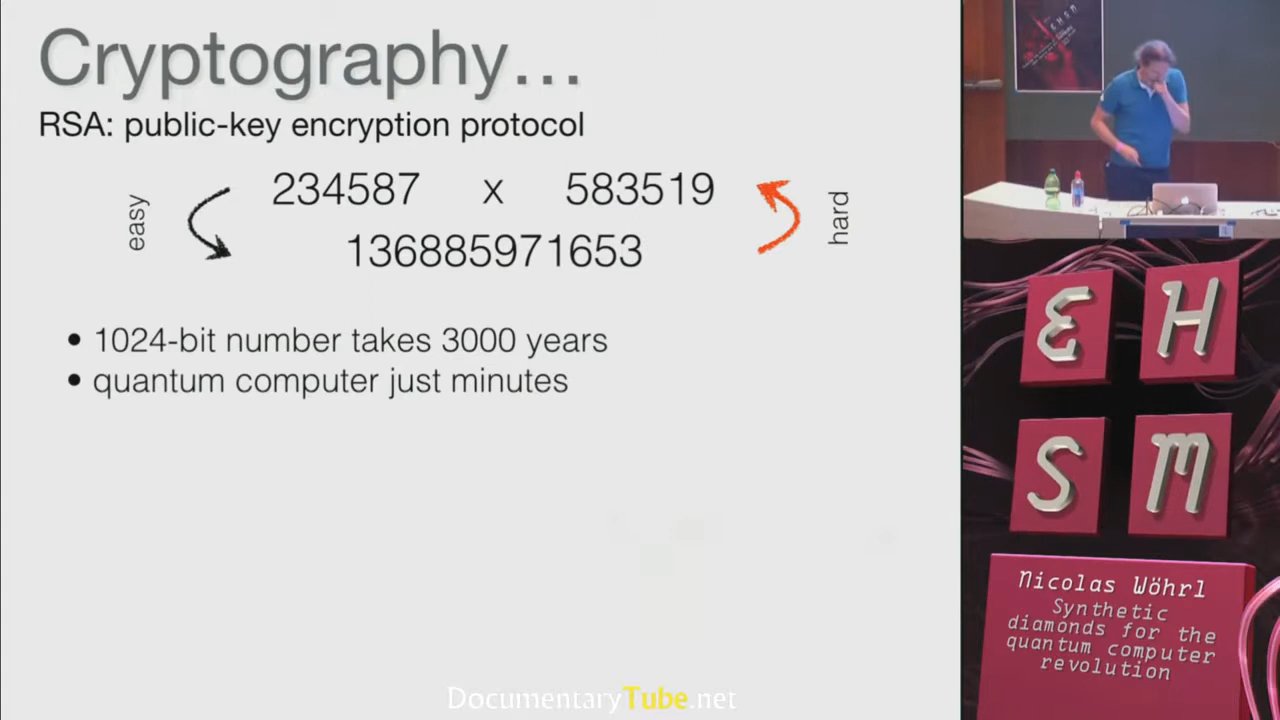 Cryptography...
RSA: public-key encryption protocol
easy
234587 x 583519
hard
136885971653
• 1024-bit number takes 3000 years
• quantum computer just minutes
E H
S M
Nicolas Wöhrl
Synthetic
diamonds for the
quantum computer
revolution
DocumentaryTube.net